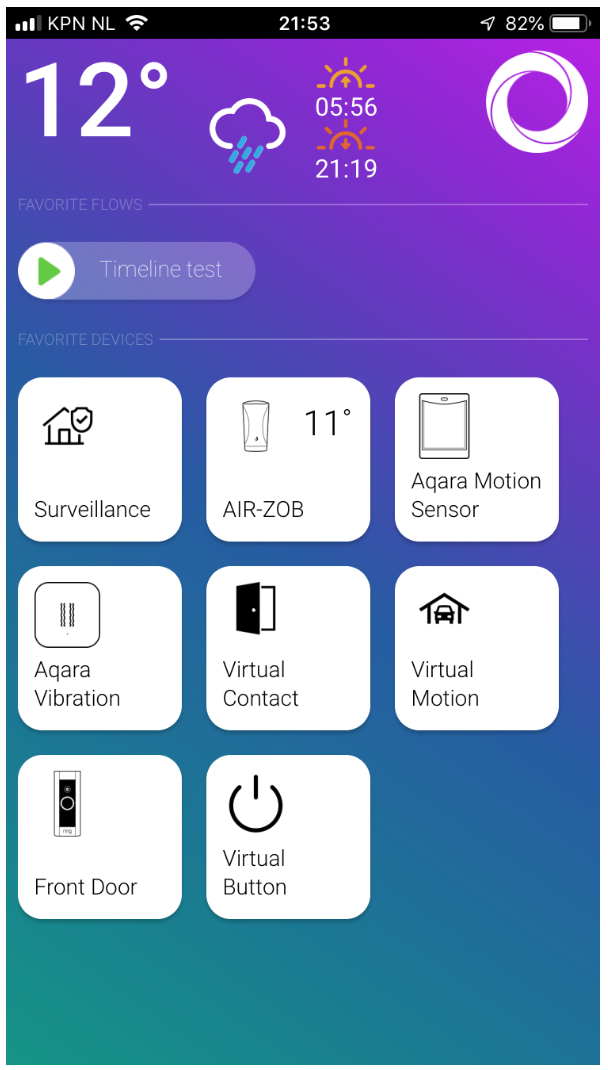 KPN NL
21:53
82%
12°
05:56
21:19
FAVORITE FLOWS
Timeline test
FAVORITE DEVICES
Surveillance
11°
AIR-ZOB
Aqara Motion
Sensor
Aqara
Vibration
Virtual
Contact
Virtual
Motion
ring
Front Door
Virtual
Button